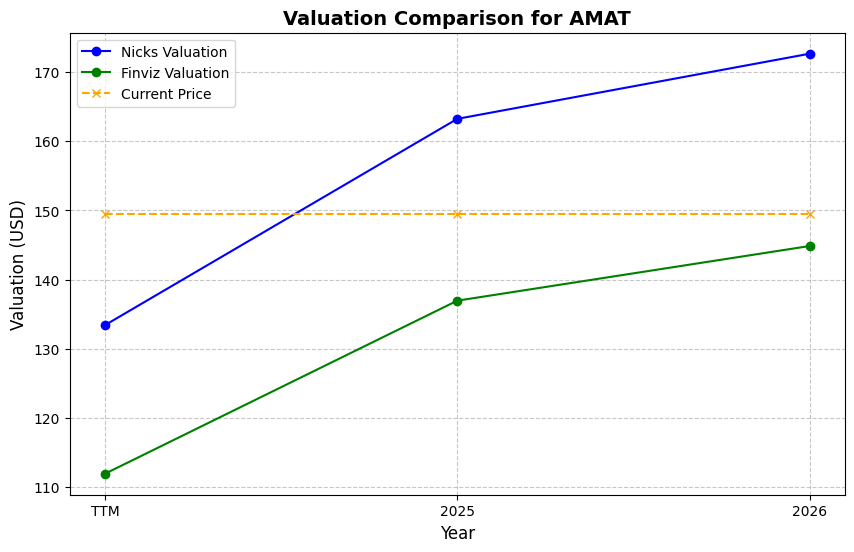 Valuation Comparison for AMAT
Nicks Valuation
Finviz Valuation
Current Price
Valuation (USD)
170
160
150
140
130
120
110
TTM
2025
2026
Year